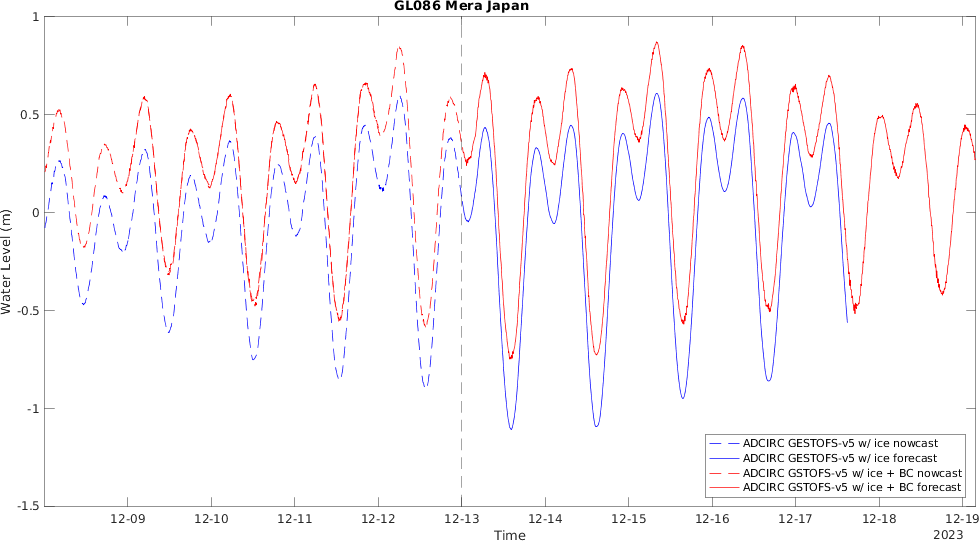 GL086 Mera Japan
Water Level (m)
1
0.5
0
-0.5
-1
-1.5
ADCIRC GESTOFS-v5 w/ ice nowcast
ADCIRC GESTOFS-v5 w/ ice forecast
ADCIRC GSTOFS-v5 w/ ice + BC nowcast
ADCIRC GSTOFS-v5 w/ ice + BC forecast
12-09 12-10 12-11 12-12 12-13 12-14 12-15 12-16 12-17 12-18 12-19
Time
2023